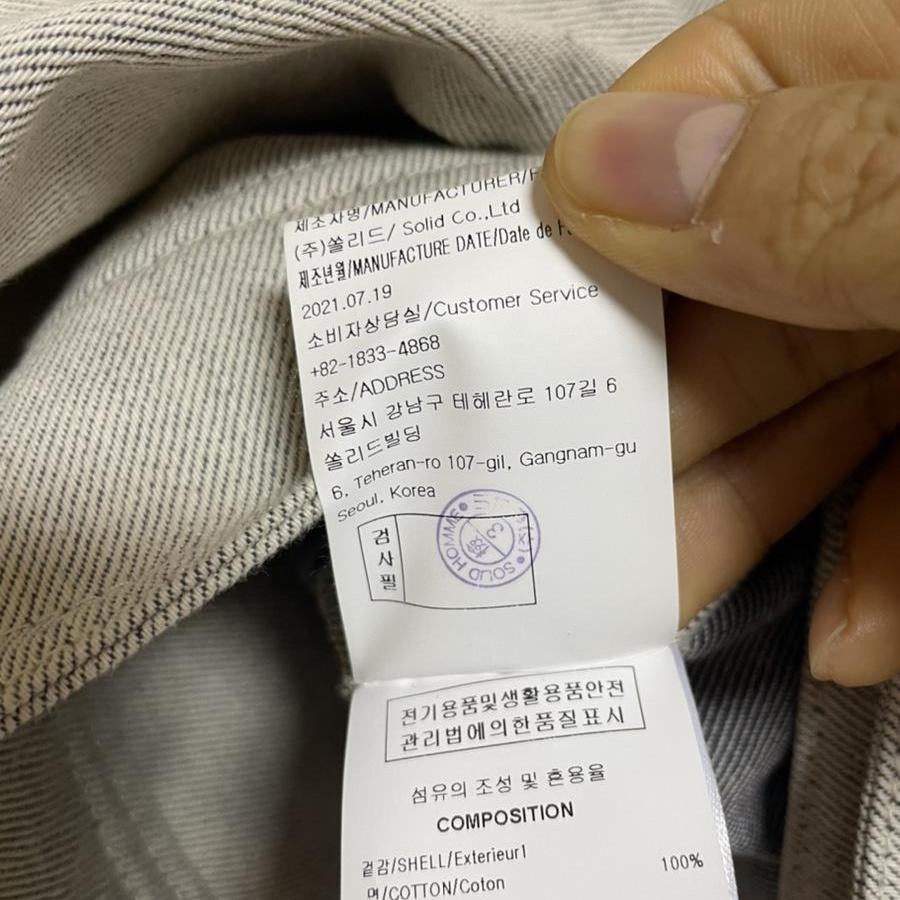 제조자명/MANUFACTURER/F
(주)쏠리드/ Solid Co.,Ltd
제조년월/MANUFACTURE DATE/Date de
2021.07.19
소비자상담실/Customer Service
+82-1833-4868
주소/ADDRESS
서울시 강남구 테헤란로 107길 6
쏠리드빌딩
6, Teheran-ro 107-gil, Gangnam-gu
Seoul, Korea
검사필
SOLID HOMME
전기용품및생활용품안전
관리법에의한품질표시
섬유의 조성 및 혼용율
COMPOSITION
겉감/SHELL/Exterieur1
면/COTTON/Coton 100%